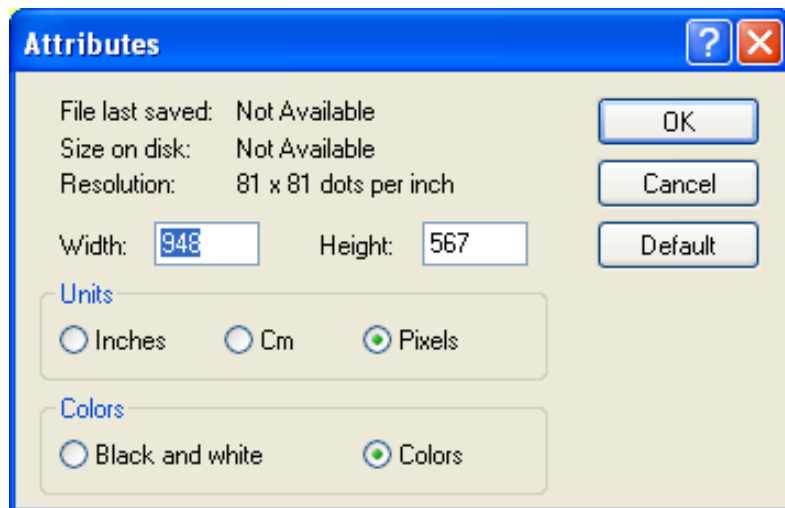 Attributes
?
File last saved: Not Available
Size on disk: Not Available
Resolution: 81 x 81 dots per inch
Width: 948 Height: 567
OK
Cancel
Default
Units
Inches Cm Pixels
Colors
Black and white Colors